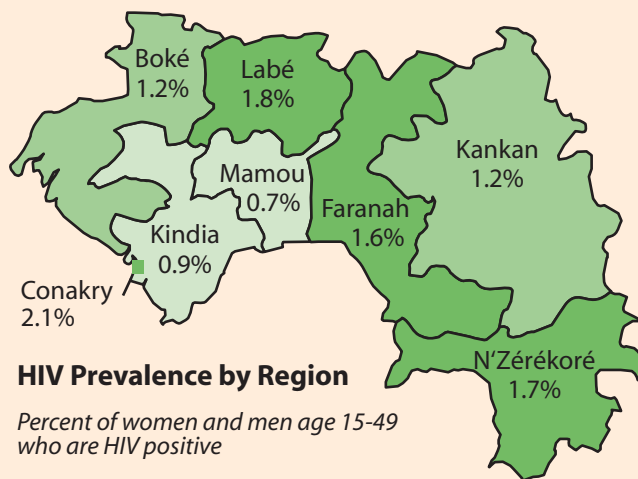 Boké
1.2%
Labé
1.8%
Kankan
1.2%
Mamou
0.7%
Faranah
1.6%
Kindia
0.9%
Conakry
2.1%
N‘Zérékoré
1.7%
HIV Prevalence by Region
Percent of women and men age 15-49
who are HIV positive